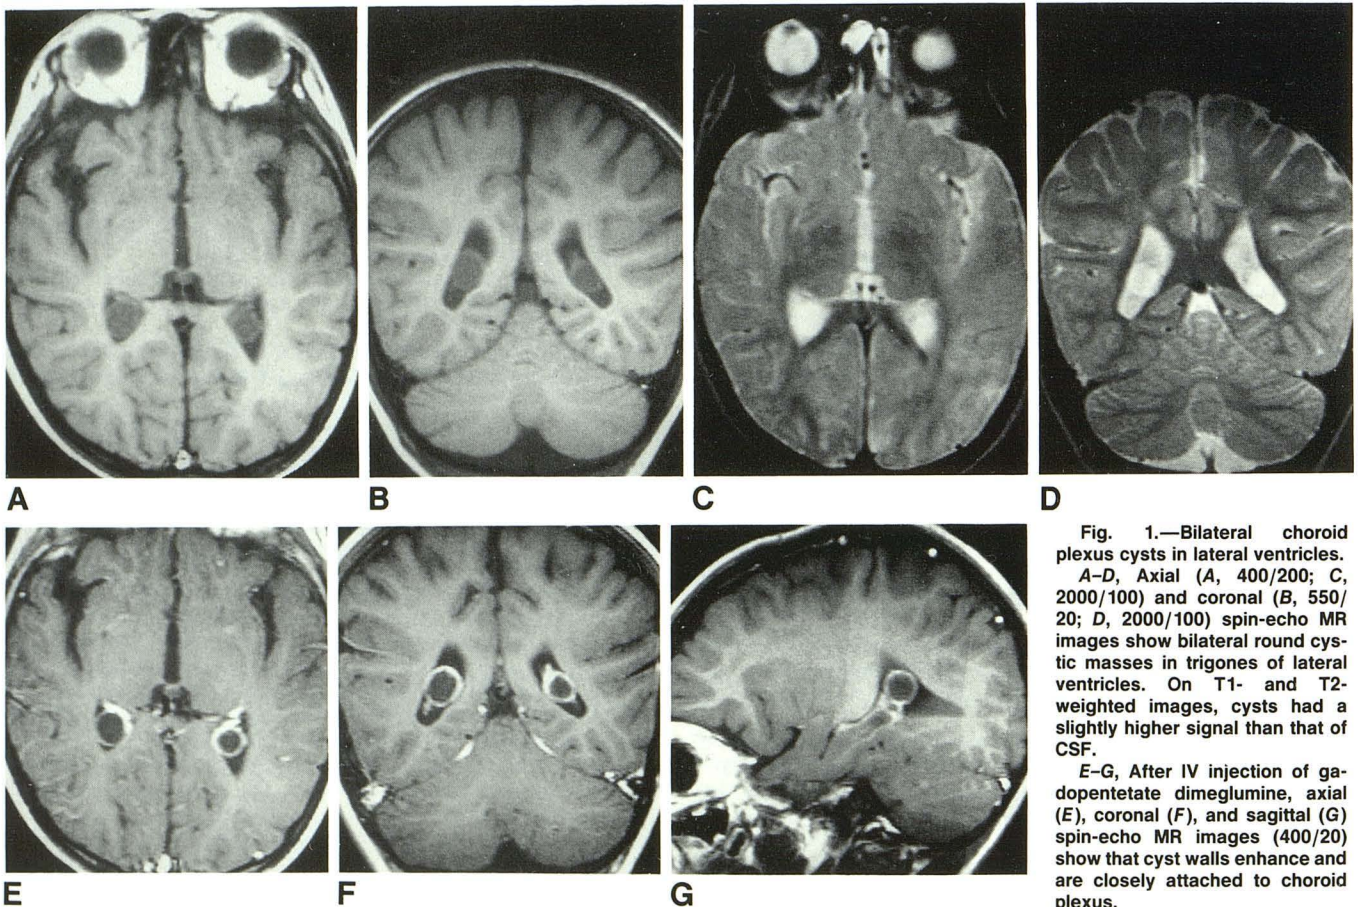 A
B
C
D
E
F
G
Fig. 1.—Bilateral choroid
plexus cysts in lateral ventricles.
A–D, Axial (A, 400/200; C,
2000/100) and coronal (B, 550/
20; D, 2000/100) spin-echo MR
images show bilateral round cys-
tic masses in trigones of lateral
ventricles. On T1- and T2-
weighted images, cysts had a
slightly higher signal than that of
CSF.
E–G, After IV injection of ga-
dopentetate dimeglumine, axial
(E), coronal (F), and sagittal (G)
spin-echo MR images (400/20)
show that cyst walls enhance and
are closely attached to choroid
plexus.